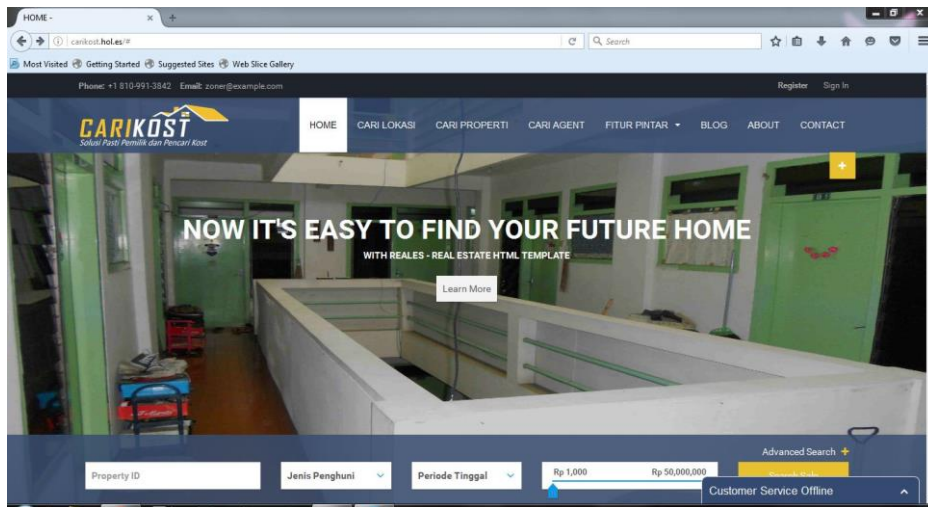 HOME -
carikost.hol.es/#
Search
Most Visited Getting Started Suggested Sites Web Slice Gallery
Phone: +1 810-991-3842 Email: zoner@example.com
Register Sign In
CARIKOST
Solusi Pasti Pemilik dan Pencari Kost
HOME CARI LOKASI CARI PROPERTI CARI AGENT FITUR PINTAR BLOG ABOUT CONTACT
NOW IT'S EASY TO FIND YOUR FUTURE HOME
WITH REALES - REAL ESTATE HTML TEMPLATE
Learn More
Advanced Search
Property ID
Jenis Penghuni
Periode Tinggal
Rp 1,000 Rp 50,000,000
Customer Service Offline